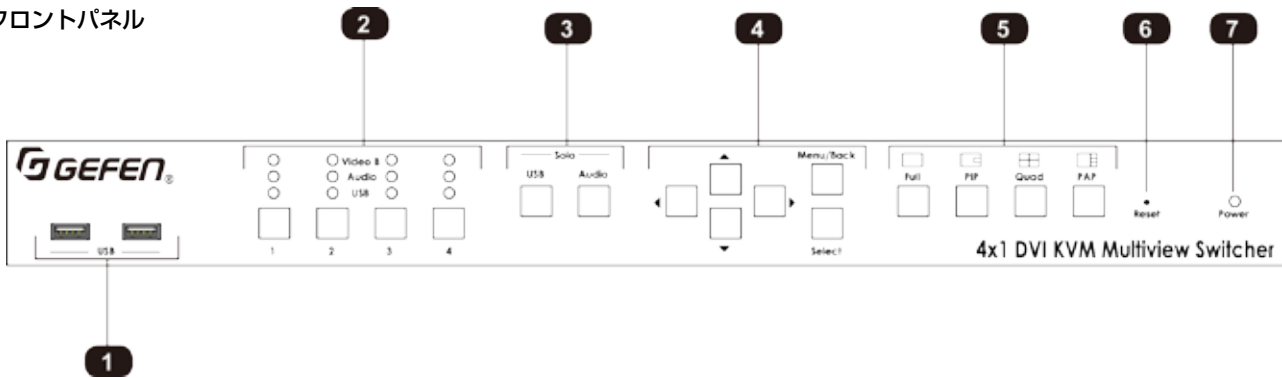 フロントパネル
2
3
4
5
6
7
GEFEN®
Video B
Audio
USB
1 2 3 4
Solo
USB Audio
Menu/Back
Select
Full PIP Quad PAP
Reset
Power
USB
4x1 DVI KVM Multiview Switcher
1